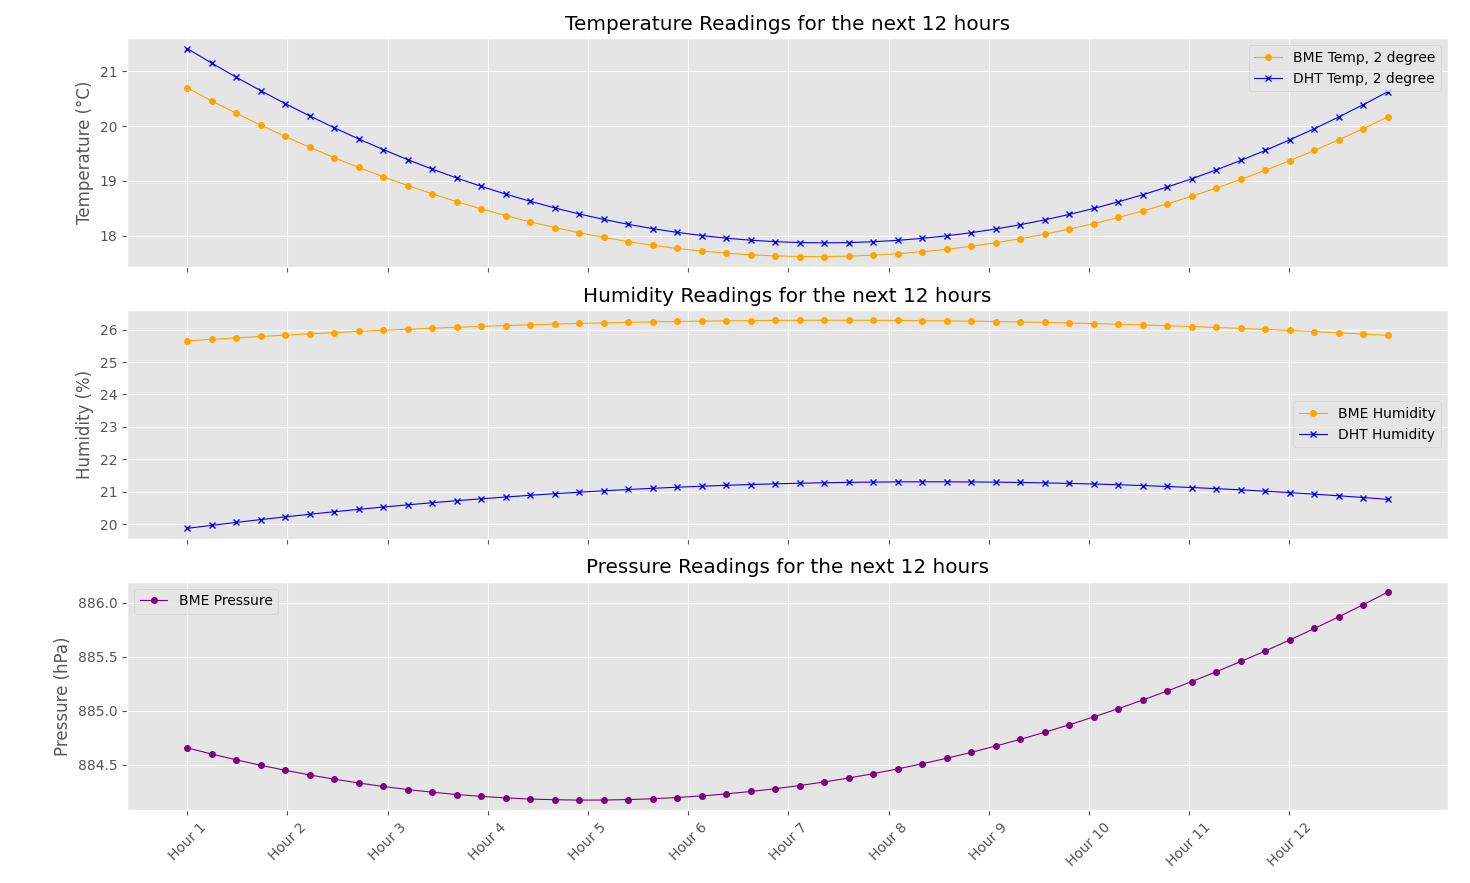 Temperature Readings for the next 12 hours
Temperature (°C)
21
20
19
18
BME Temp, 2 degree
DHT Temp, 2 degree
Humidity Readings for the next 12 hours
Humidity (%)
26
25
24
23
22
21
20
BME Humidity
DHT Humidity
Pressure Readings for the next 12 hours
Pressure (hPa)
886.0
885.5
885.0
884.5
BME Pressure
Hour 1
Hour 2
Hour 3
Hour 4
Hour 5
Hour 6
Hour 7
Hour 8
Hour 9
Hour 10
Hour 11
Hour 12